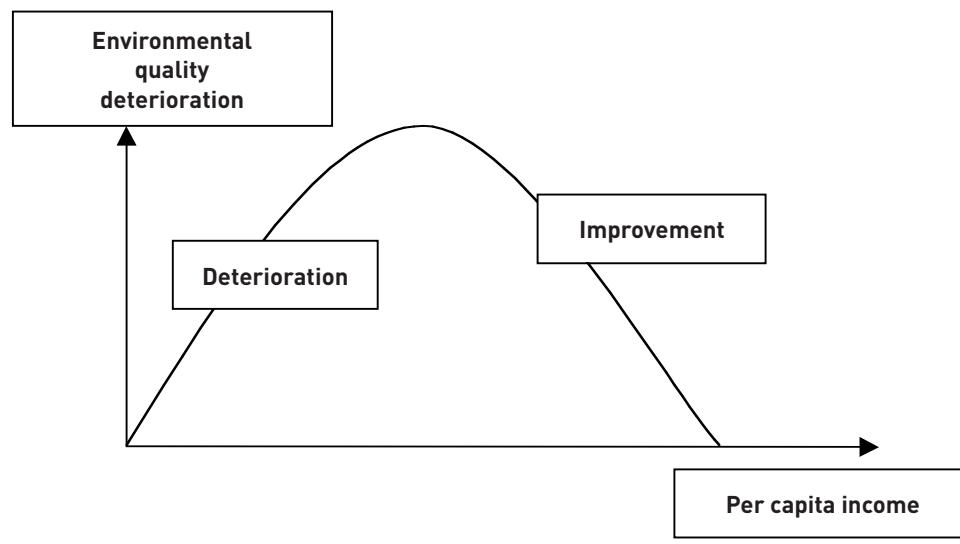 Environmental
quality
deterioration
Improvement
Deterioration
Per capita income